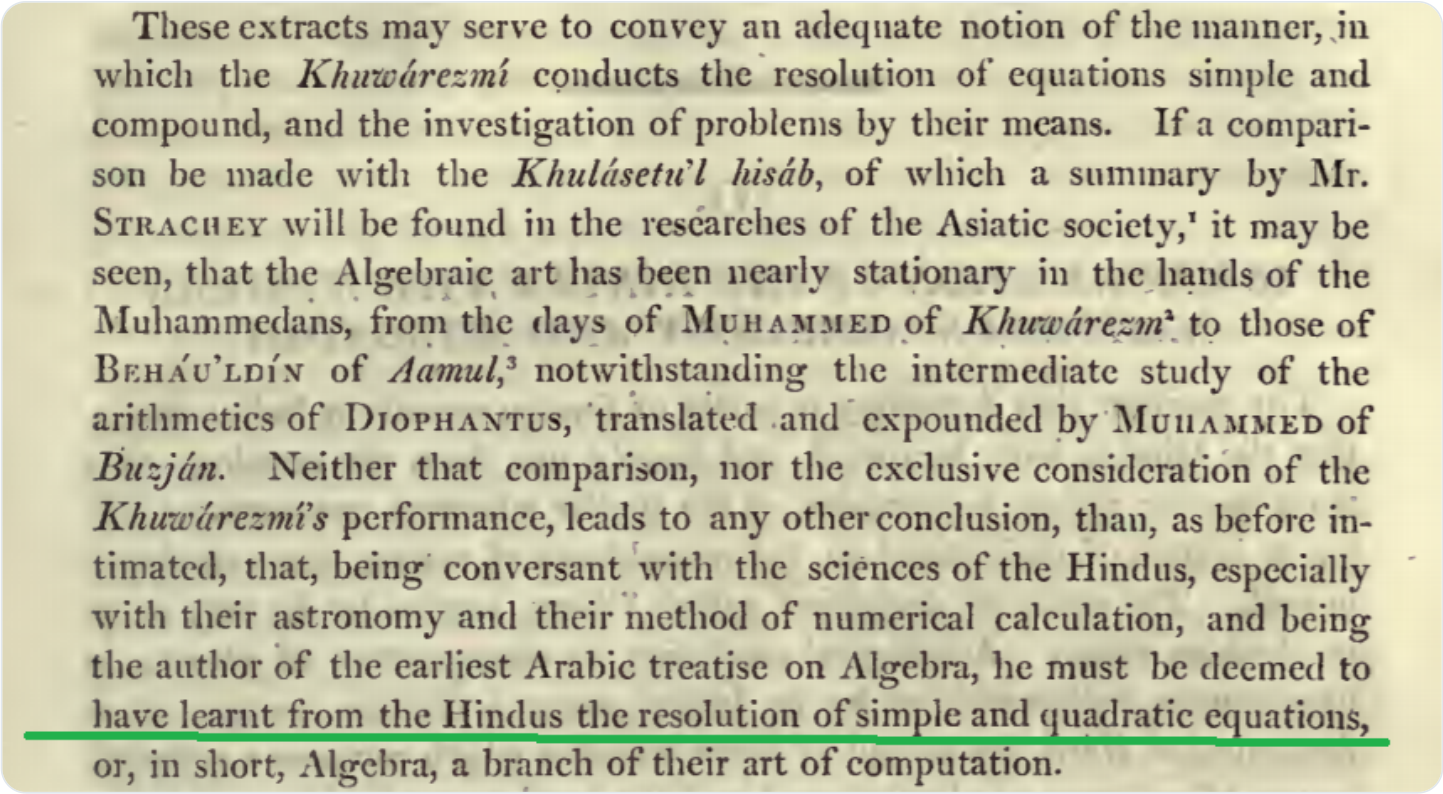 These extracts may serve to convey an adequate notion of the manner, in
which the Khuwárezmí conducts the resolution of equations simple and
compound, and the investigation of problems by their means. If a compari-
son be made with the Khulásetu'l hisáb, of which a summary by Mr.
STRACHEY will be found in the researches of the Asiatic society,¹ it may be
seen, that the Algebraic art has been nearly stationary in the hands of the
Muhammedans, from the days of MUHAMMED of Khuwárezm² to those of
BEHÁU'LDÍN of Aamul,³ notwithstanding the intermediate study of the
arithmetics of DIOPHANTUS, translated and expounded by MUHAMMED of
Buzján. Neither that comparison, nor the exclusive consideration of the
Khuwárezmí's performance, leads to any other conclusion, than, as before in-
timated, that, being conversant with the sciences of the Hindus, especially
with their astronomy and their method of numerical calculation, and being
the author of the earliest Arabic treatise on Algebra, he must be deemed to
have learnt from the Hindus the resolution of simple and quadratic equations,
or, in short, Algebra, a branch of their art of computation.